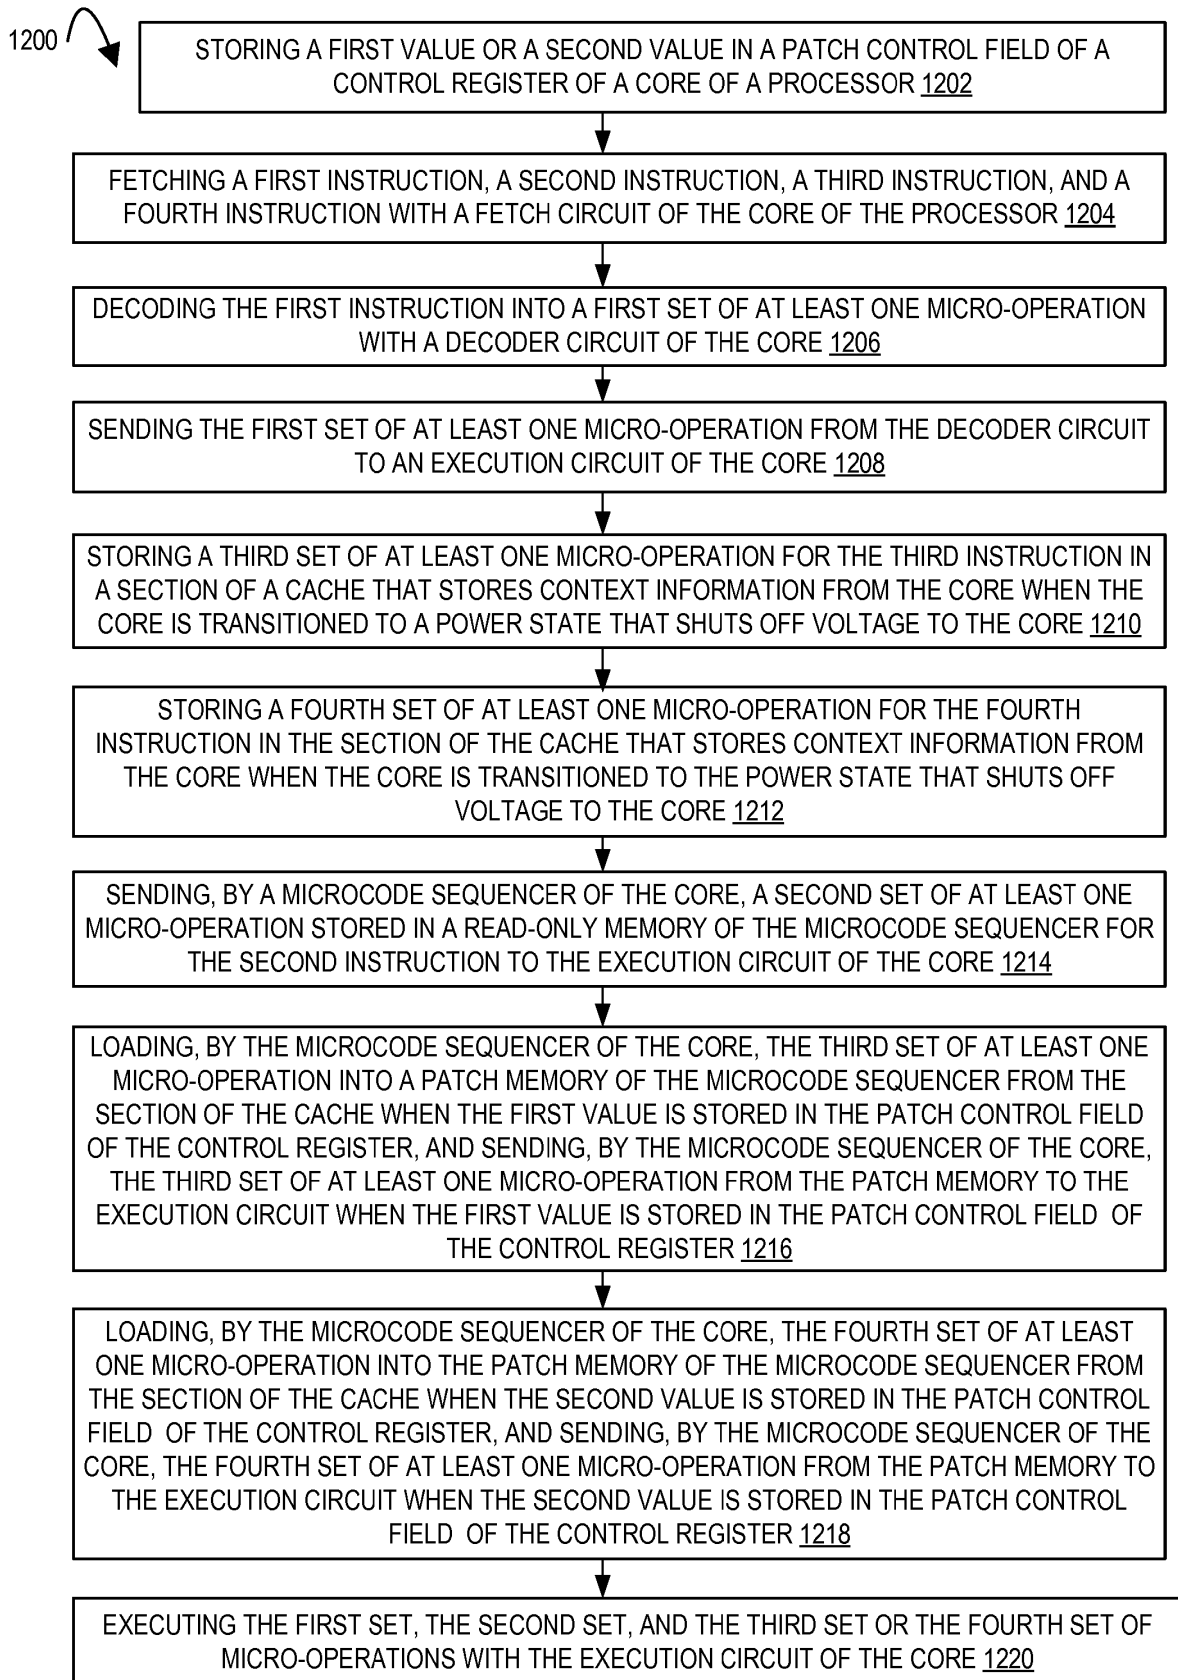 1200
STORING A FIRST VALUE OR A SECOND VALUE IN A PATCH CONTROL FIELD OF A
CONTROL REGISTER OF A CORE OF A PROCESSOR 1202
FETCHING A FIRST INSTRUCTION, A SECOND INSTRUCTION, A THIRD INSTRUCTION, AND A
FOURTH INSTRUCTION WITH A FETCH CIRCUIT OF THE CORE OF THE PROCESSOR 1204
DECODING THE FIRST INSTRUCTION INTO A FIRST SET OF AT LEAST ONE MICRO-OPERATION
WITH A DECODER CIRCUIT OF THE CORE 1206
SENDING THE FIRST SET OF AT LEAST ONE MICRO-OPERATION FROM THE DECODER CIRCUIT
TO AN EXECUTION CIRCUIT OF THE CORE 1208
STORING A THIRD SET OF AT LEAST ONE MICRO-OPERATION FOR THE THIRD INSTRUCTION IN
A SECTION OF A CACHE THAT STORES CONTEXT INFORMATION FROM THE CORE WHEN THE
CORE IS TRANSITIONED TO A POWER STATE THAT SHUTS OFF VOLTAGE TO THE CORE 1210
STORING A FOURTH SET OF AT LEAST ONE MICRO-OPERATION FOR THE FOURTH
INSTRUCTION IN THE SECTION OF THE CACHE THAT STORES CONTEXT INFORMATION FROM
THE CORE WHEN THE CORE IS TRANSITIONED TO THE POWER STATE THAT SHUTS OFF
VOLTAGE TO THE CORE 1212
SENDING, BY A MICROCODE SEQUENCER OF THE CORE, A SECOND SET OF AT LEAST ONE
MICRO-OPERATION STORED IN A READ-ONLY MEMORY OF THE MICROCODE SEQUENCER FOR
THE SECOND INSTRUCTION TO THE EXECUTION CIRCUIT OF THE CORE 1214
LOADING, BY THE MICROCODE SEQUENCER OF THE CORE, THE THIRD SET OF AT LEAST ONE
MICRO-OPERATION INTO A PATCH MEMORY OF THE MICROCODE SEQUENCER FROM THE
SECTION OF THE CACHE WHEN THE FIRST VALUE IS STORED IN THE PATCH CONTROL FIELD
OF THE CONTROL REGISTER, AND SENDING, BY THE MICROCODE SEQUENCER OF THE CORE,
THE THIRD SET OF AT LEAST ONE MICRO-OPERATION FROM THE PATCH MEMORY TO THE
EXECUTION CIRCUIT WHEN THE FIRST VALUE IS STORED IN THE PATCH CONTROL FIELD OF
THE CONTROL REGISTER 1216
LOADING, BY THE MICROCODE SEQUENCER OF THE CORE, THE FOURTH SET OF AT LEAST
ONE MICRO-OPERATION INTO THE PATCH MEMORY OF THE MICROCODE SEQUENCER FROM
THE SECTION OF THE CACHE WHEN THE SECOND VALUE IS STORED IN THE PATCH CONTROL
FIELD OF THE CONTROL REGISTER, AND SENDING, BY THE MICROCODE SEQUENCER OF THE
CORE, THE FOURTH SET OF AT LEAST ONE MICRO-OPERATION FROM THE PATCH MEMORY TO
THE EXECUTION CIRCUIT WHEN THE SECOND VALUE IS STORED IN THE PATCH CONTROL
FIELD OF THE CONTROL REGISTER 1218
EXECUTING THE FIRST SET, THE SECOND SET, AND THE THIRD SET OR THE FOURTH SET OF
MICRO-OPERATIONS WITH THE EXECUTION CIRCUIT OF THE CORE 1220